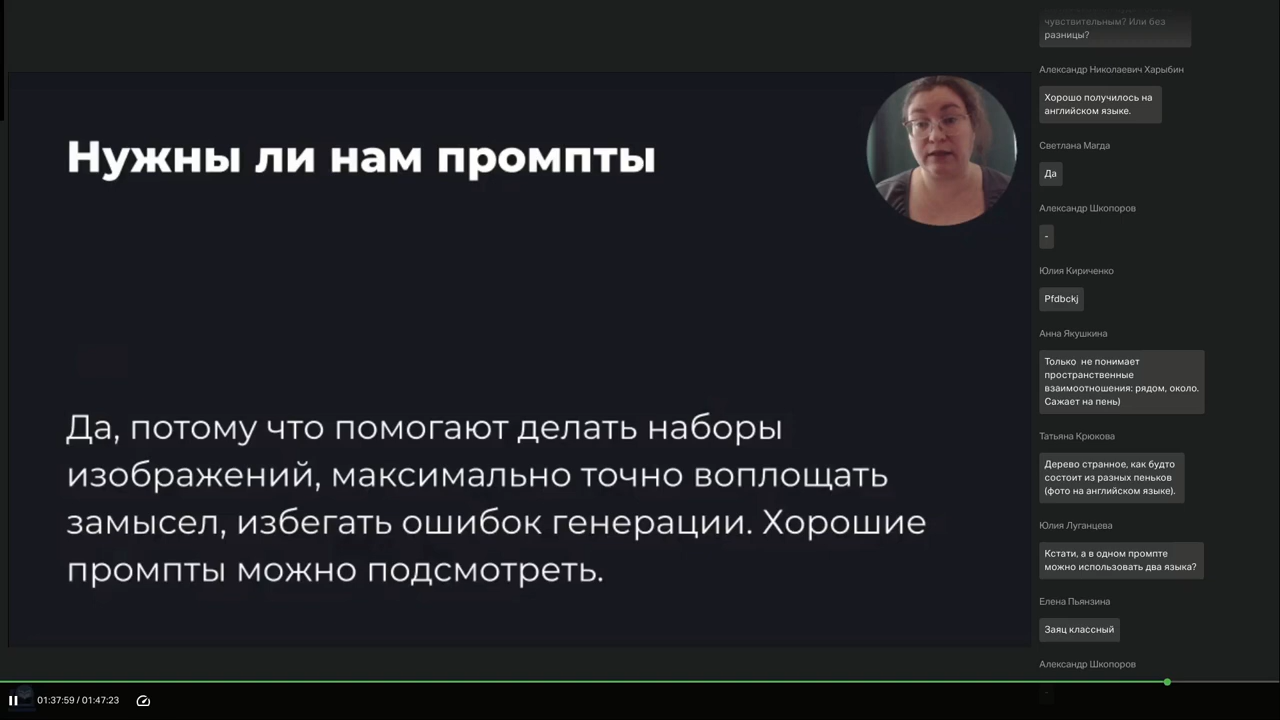 Нужны ли нам промпты
Да, потому что помогают делать наборы
изображений, максимально точно воплощать
замысел, избегать ошибок генерации. Хорошие
промпты можно подсмотреть.
чувствительным? Или без
разницы?
Александр Николаевич Харыбин
Хорошо получилось на
английском языке.
Светлана Магда
Да
Александр Шкопоров
-
Юлия Кириченко
Pfdbckj
Анна Якушкина
Только не понимает
пространственные
взаимоотношения: рядом, около.
Сажает на пень)
Татьяна Крюкова
Дерево странное, как будто
состоит из разных пеньков
(фото на английском языке).
Юлия Луганцева
Кстати, а в одном промпте
можно использовать два языка?
Елена Пьянзина
Заяц классный
Александр Шкопоров
-
01:37:59 / 01:47:23